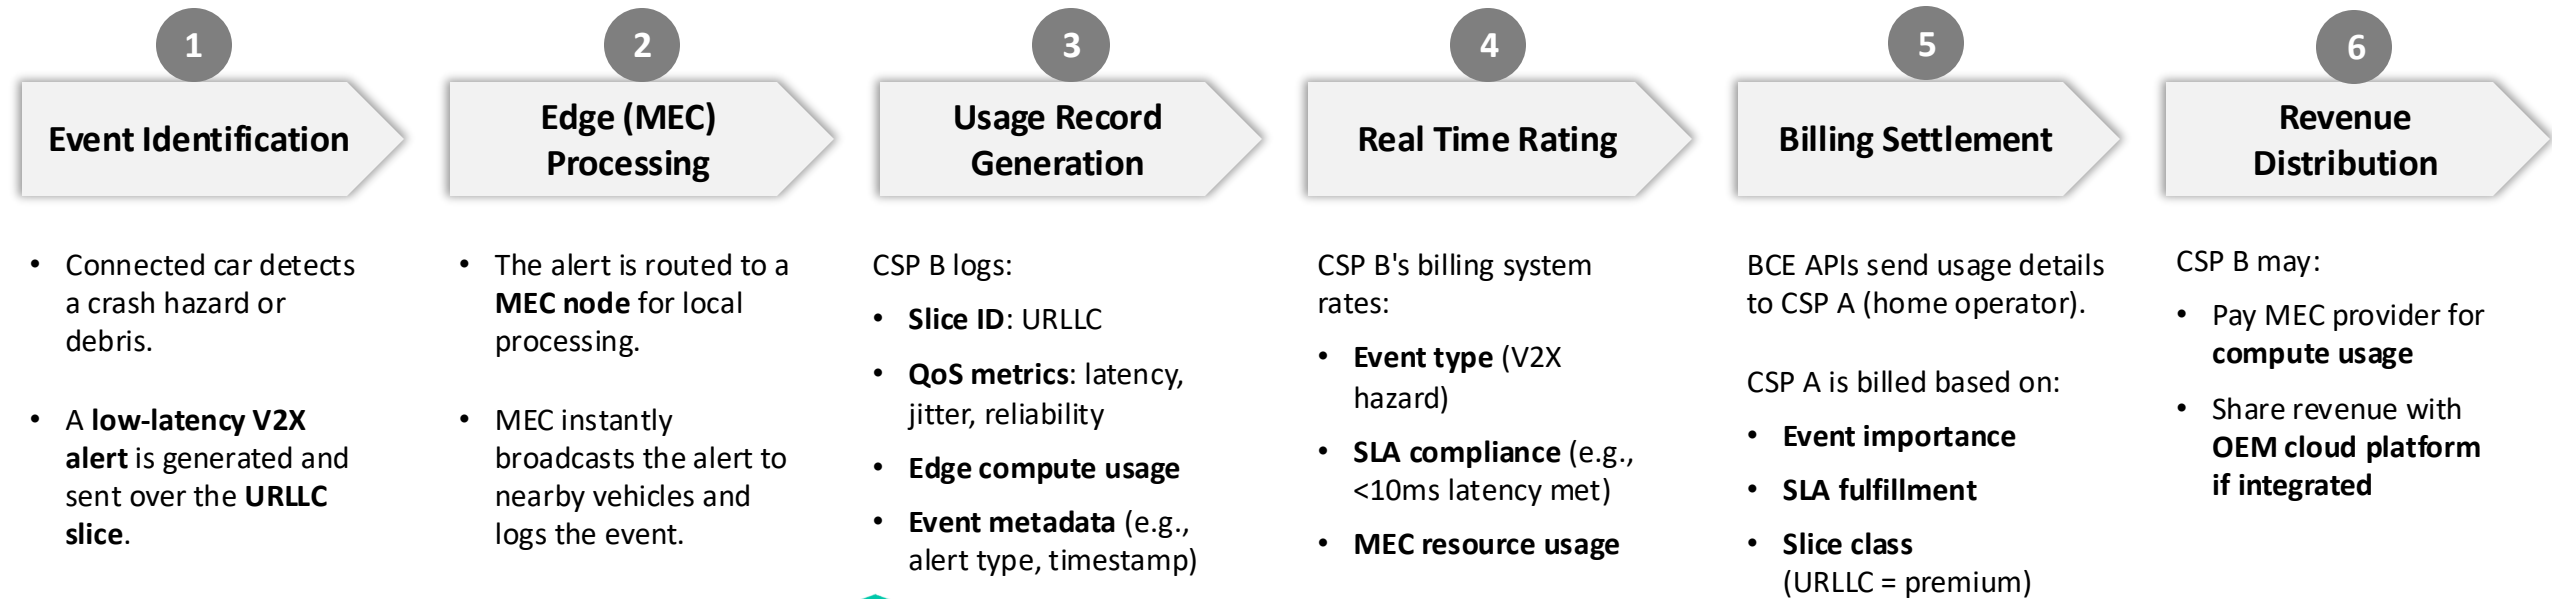 1
Event Identification
• Connected car detects
a crash hazard or
debris.
• A low-latency V2X
alert is generated and
sent over the URLLC
slice.
2
Edge (MEC)
Processing
• The alert is routed to a
MEC node for local
processing.
• MEC instantly
broadcasts the alert to
nearby vehicles and
logs the event.
3
Usage Record
Generation
CSP B logs:
• Slice ID: URLLC
• QoS metrics: latency,
jitter, reliability
• Edge compute usage
• Event metadata (e.g.,
alert type, timestamp)
4
Real Time Rating
CSP B's billing system
rates:
• Event type (V2X
hazard)
• SLA compliance (e.g.,
<10ms latency met)
• MEC resource usage
5
Billing Settlement
BCE APIs send usage details
to CSP A (home operator).
CSP A is billed based on:
• Event importance
• SLA fulfillment
• Slice class
(URLLC = premium)
6
Revenue
Distribution
CSP B may:
• Pay MEC provider for
compute usage
• Share revenue with
OEM cloud platform
if integrated